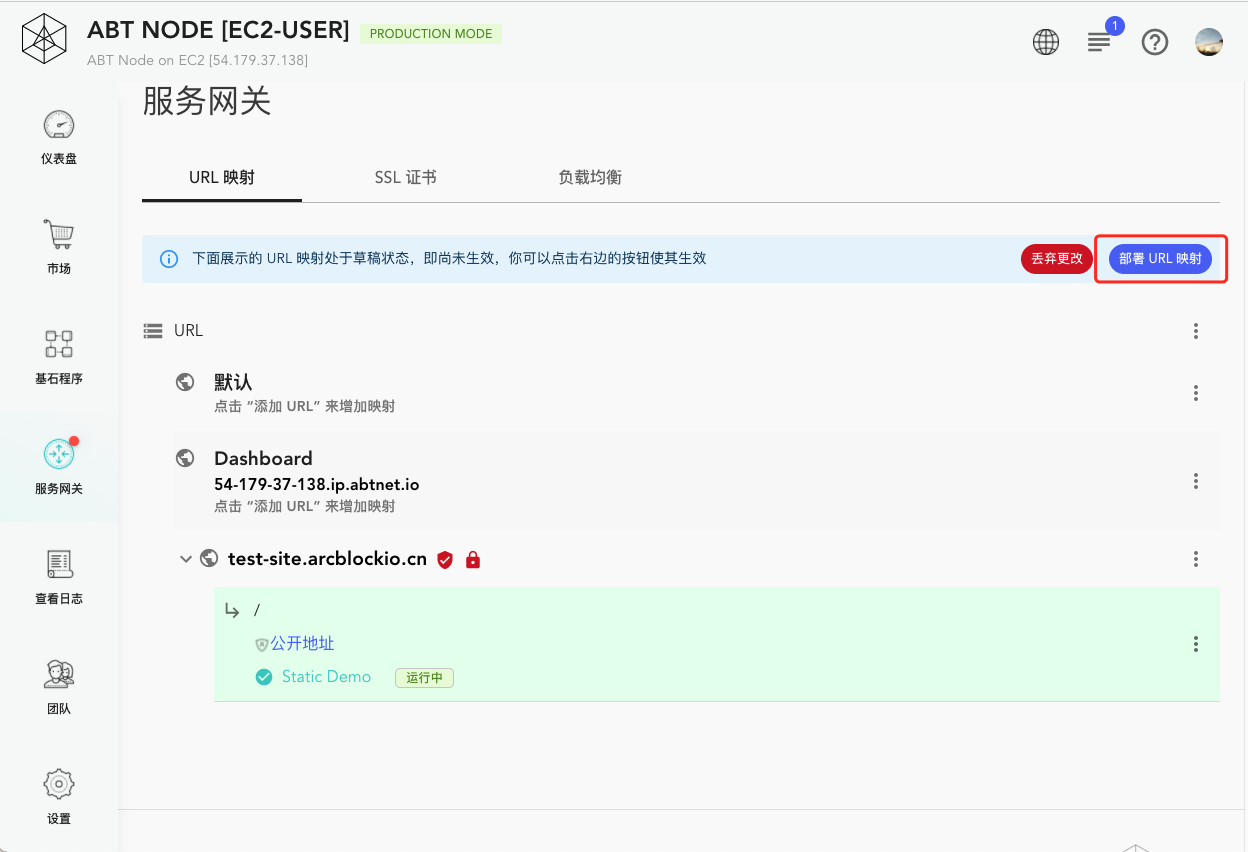 ABT NODE [EC2-USER] PRODUCTION MODE
ABT Node on EC2 [54.179.37.138]
1
仪表盘
市场
基石程序
服务网关
查看日志
团队
设置
服务网关
URL 映射 SSL 证书 负载均衡
下面展示的 URL 映射处于草稿状态，即尚未生效，你可以点击右边的按钮使其生效 丢弃更改 部署 URL 映射
URL
默认
点击 “添加 URL” 来增加映射
Dashboard
54-179-37-138.ip.abtnet.io
点击 “添加 URL” 来增加映射
test-site.arcblockio.cn
/
公开地址
Static Demo 运行中